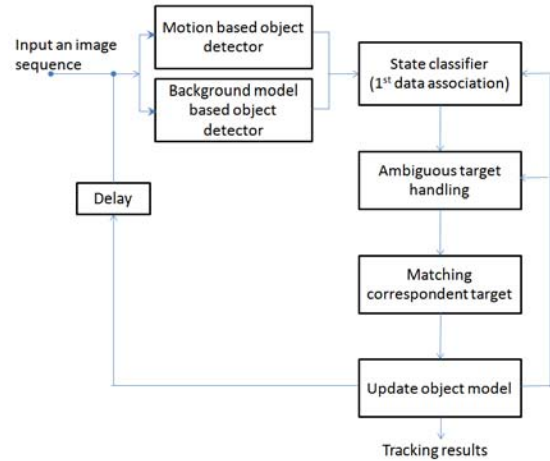 Input an image
sequence
Motion based object
detector
Background model
based object
detector
State classifier
(1st data association)
Ambiguous target
handling
Delay
Matching
correspondent target
Update object model
Tracking results